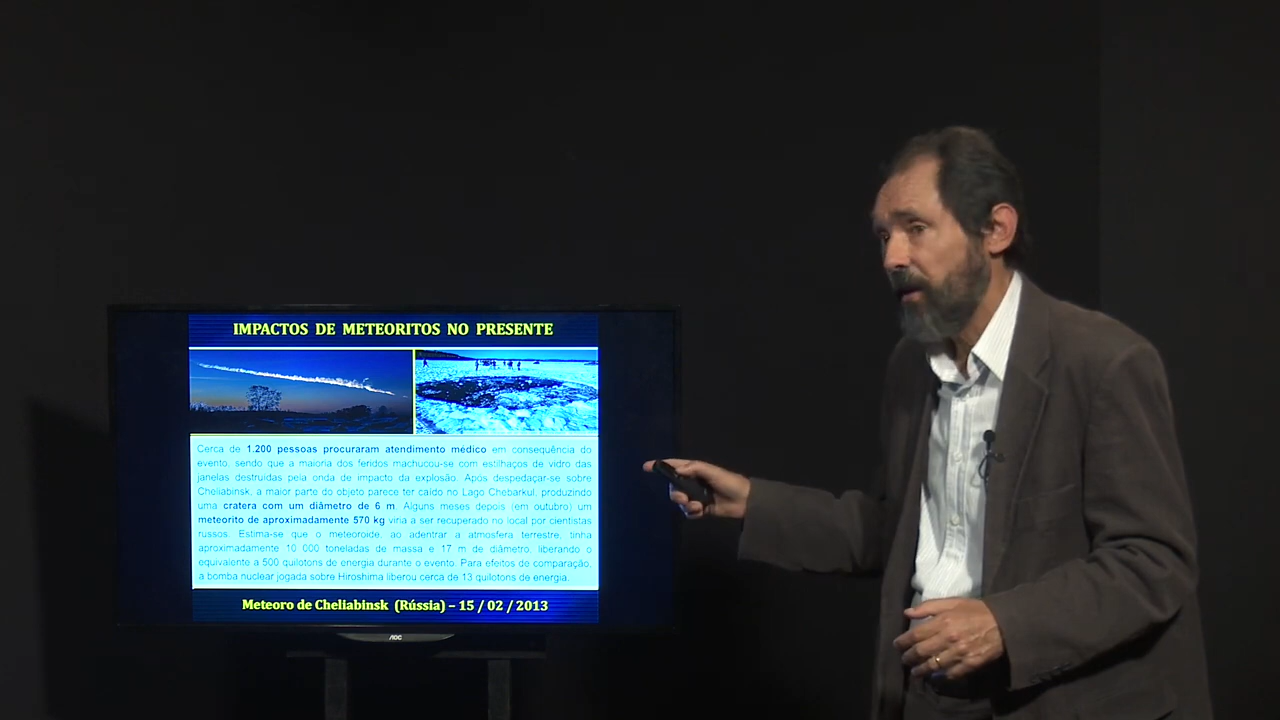 IMPACTOS DE METEORITOS NO PRESENTE
Cerca de 1.200 pessoas procuraram atendimento médico em consequência do
evento, sendo que a maioria dos feridos machucou-se com estilhaços de vidro das
janelas destruídas pela onda de impacto da explosão. Após despedaçar-se sobre
Cheliabinsk, a maior parte do objeto parece ter caído no Lago Chebarkul, produzindo
uma cratera com um diâmetro de 6 m. Alguns meses depois (em outubro) um
meteorito de aproximadamente 570 kg viria a ser recuperado no local por cientistas
russos. Estima-se que o meteoroide, ao adentrar a atmosfera terrestre, tinha
aproximadamente 10 000 toneladas de massa e 17 m de diâmetro, liberando o
equivalente a 500 quilotons de energia durante o evento. Para efeitos de comparação,
a bomba nuclear jogada sobre Hiroshima liberou cerca de 13 quilotons de energia.
Meteoro de Cheliabinsk (Rússia) – 15 / 02 / 2013
AOC